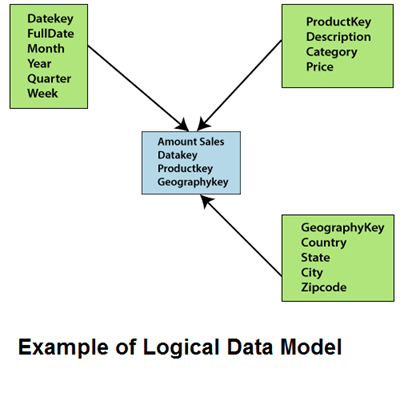 Datekey
FullDate
Month
Year
Quarter
Week
ProductKey
Description
Category
Price
Amount Sales
Datakey
Productkey
Geographykey
GeographyKey
Country
State
City
Zipcode
Example of Logical Data Model